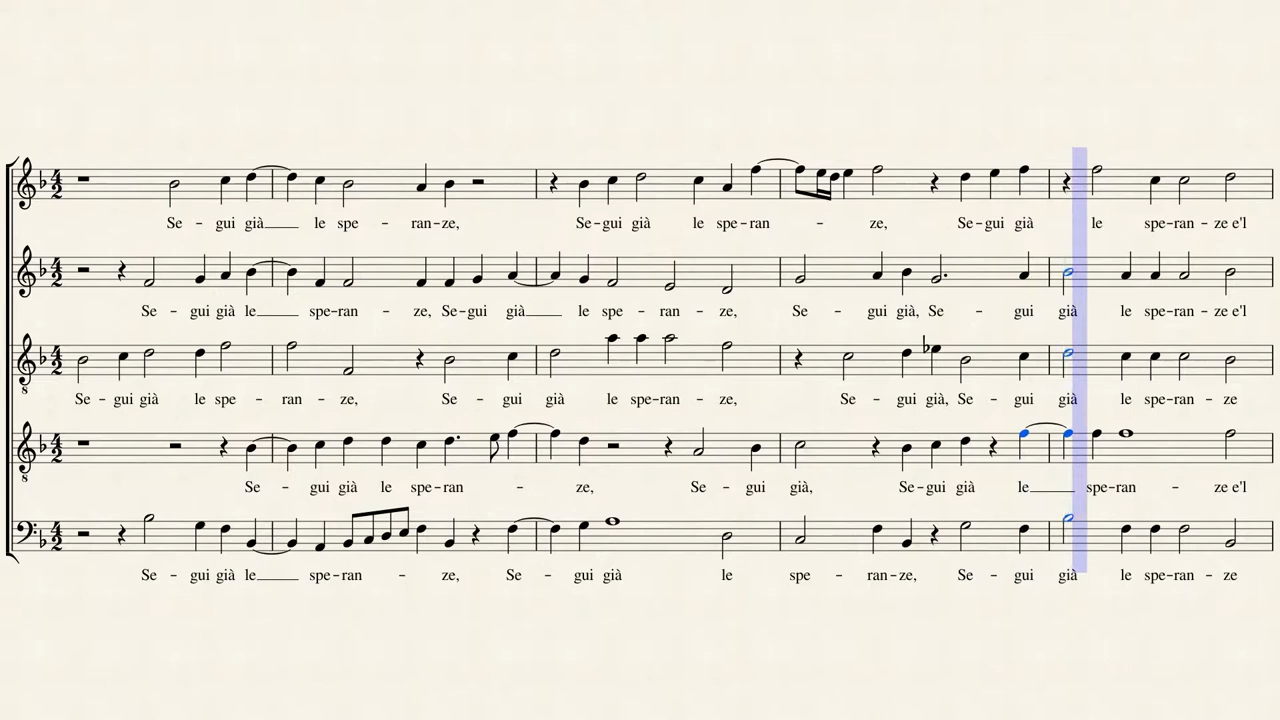 Se - gui già le spe - ran-ze, Se-gui già le spe-ran - ze, Se-gui già le spe-ran-ze e'l
Se - gui già le spe-ran - ze, Se-gui già le spe - ran - ze, Se - gui già, Se - gui già le spe-ran-ze e'l
Se - gui già le spe - ran - ze, Se - gui già le spe-ran - ze, Se - gui già, Se - gui già le spe-ran - ze
Se - gui già le spe-ran - ze, Se - gui già, Se-gui già le spe-ran - ze e'l
Se - gui già le spe-ran - ze, Se - gui già le spe - ran-ze, Se - gui già le spe-ran - ze